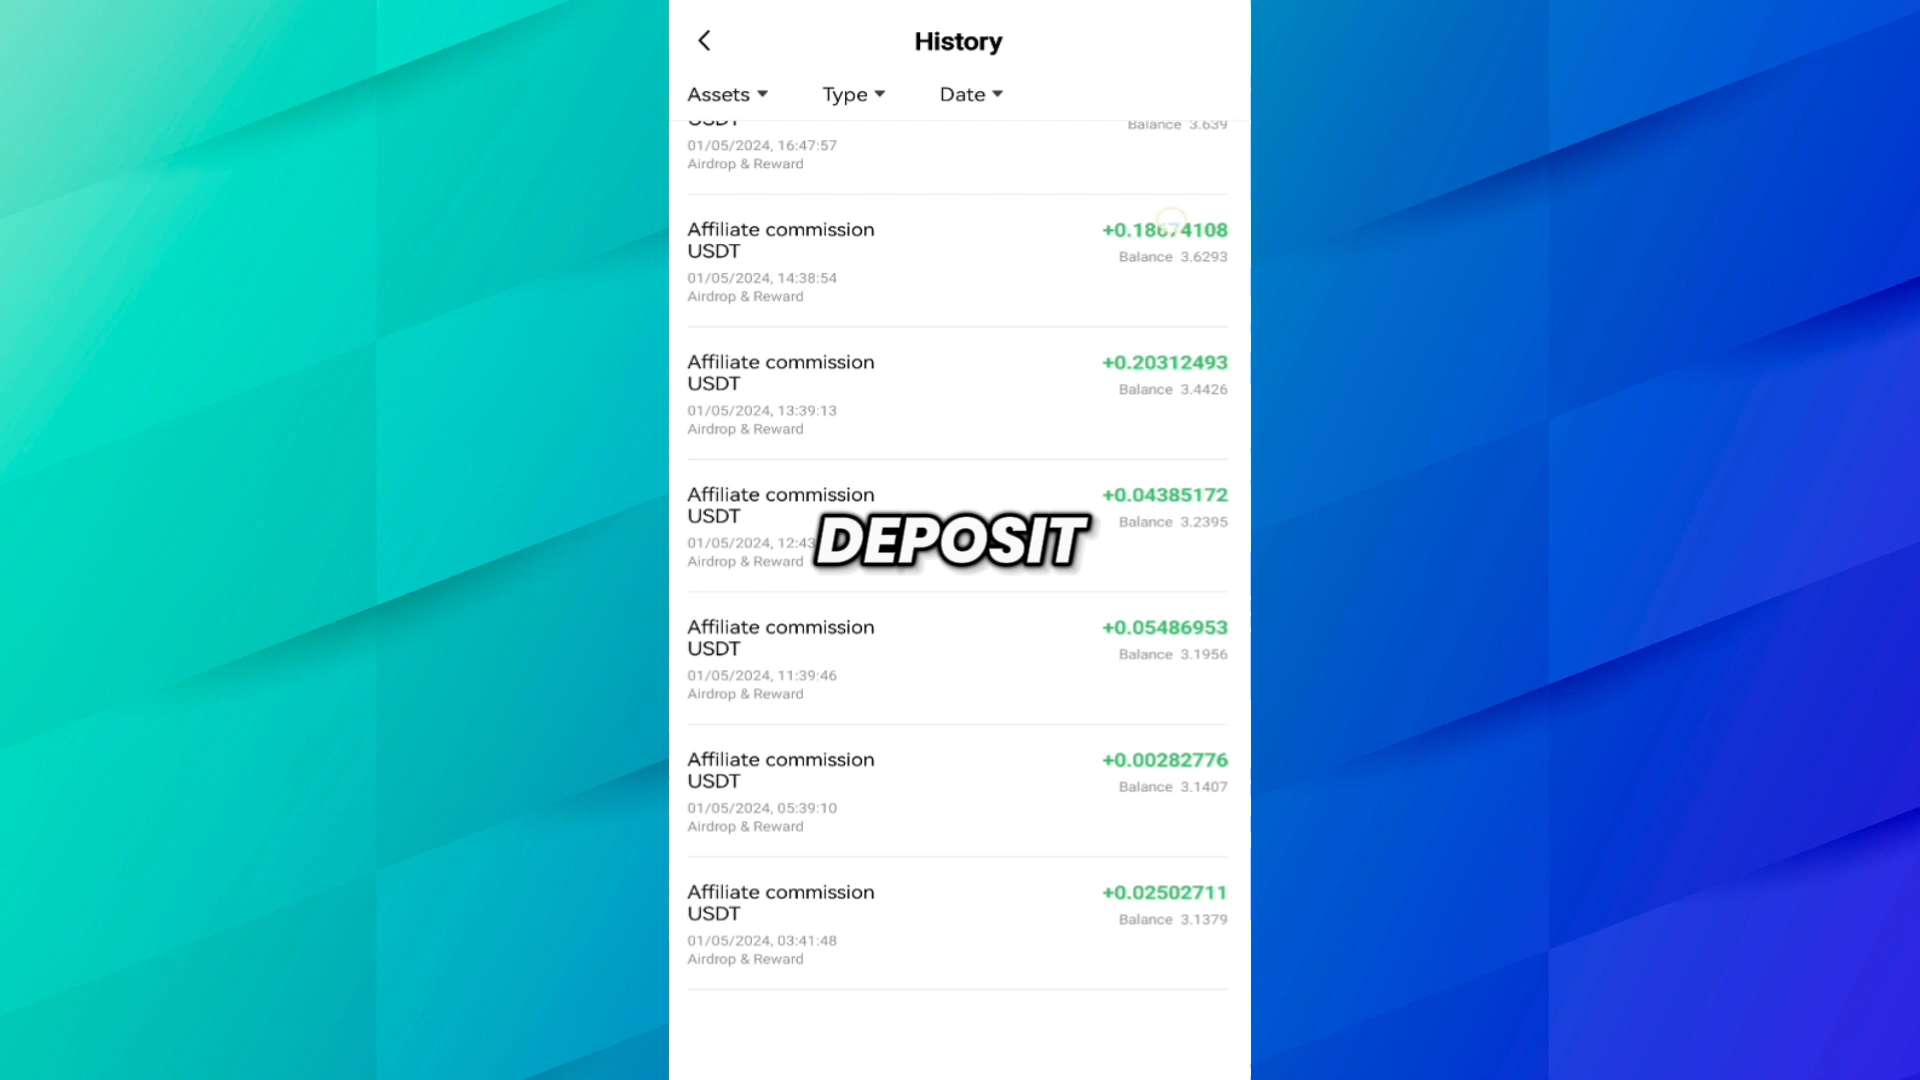 History
Assets Type Date
USDT Balance 3.639
01/05/2024, 16:47:57
Airdrop & Reward
Affiliate commission +0.18674108
USDT Balance 3.6293
01/05/2024, 14:38:54
Airdrop & Reward
Affiliate commission +0.20312493
USDT Balance 3.4426
01/05/2024, 13:39:13
Airdrop & Reward
Affiliate commission +0.04385172
USDT Balance 3.2395
01/05/2024, 12:43
Airdrop & Reward
DEPOSIT
Affiliate commission +0.05486953
USDT Balance 3.1956
01/05/2024, 11:39:46
Airdrop & Reward
Affiliate commission +0.00282776
USDT Balance 3.1407
01/05/2024, 05:39:10
Airdrop & Reward
Affiliate commission +0.02502711
USDT Balance 3.1379
01/05/2024, 03:41:48
Airdrop & Reward